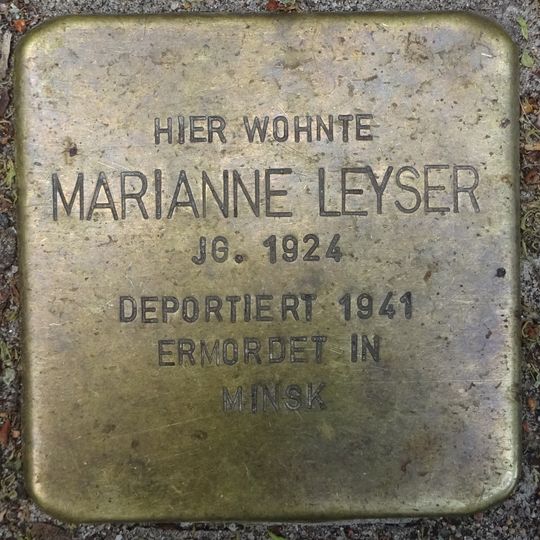 HIER WOHNTE
MARIANNE LEYSER
JG. 1924
DEPORTIERT 1941
ERMORDET IN
MINSK